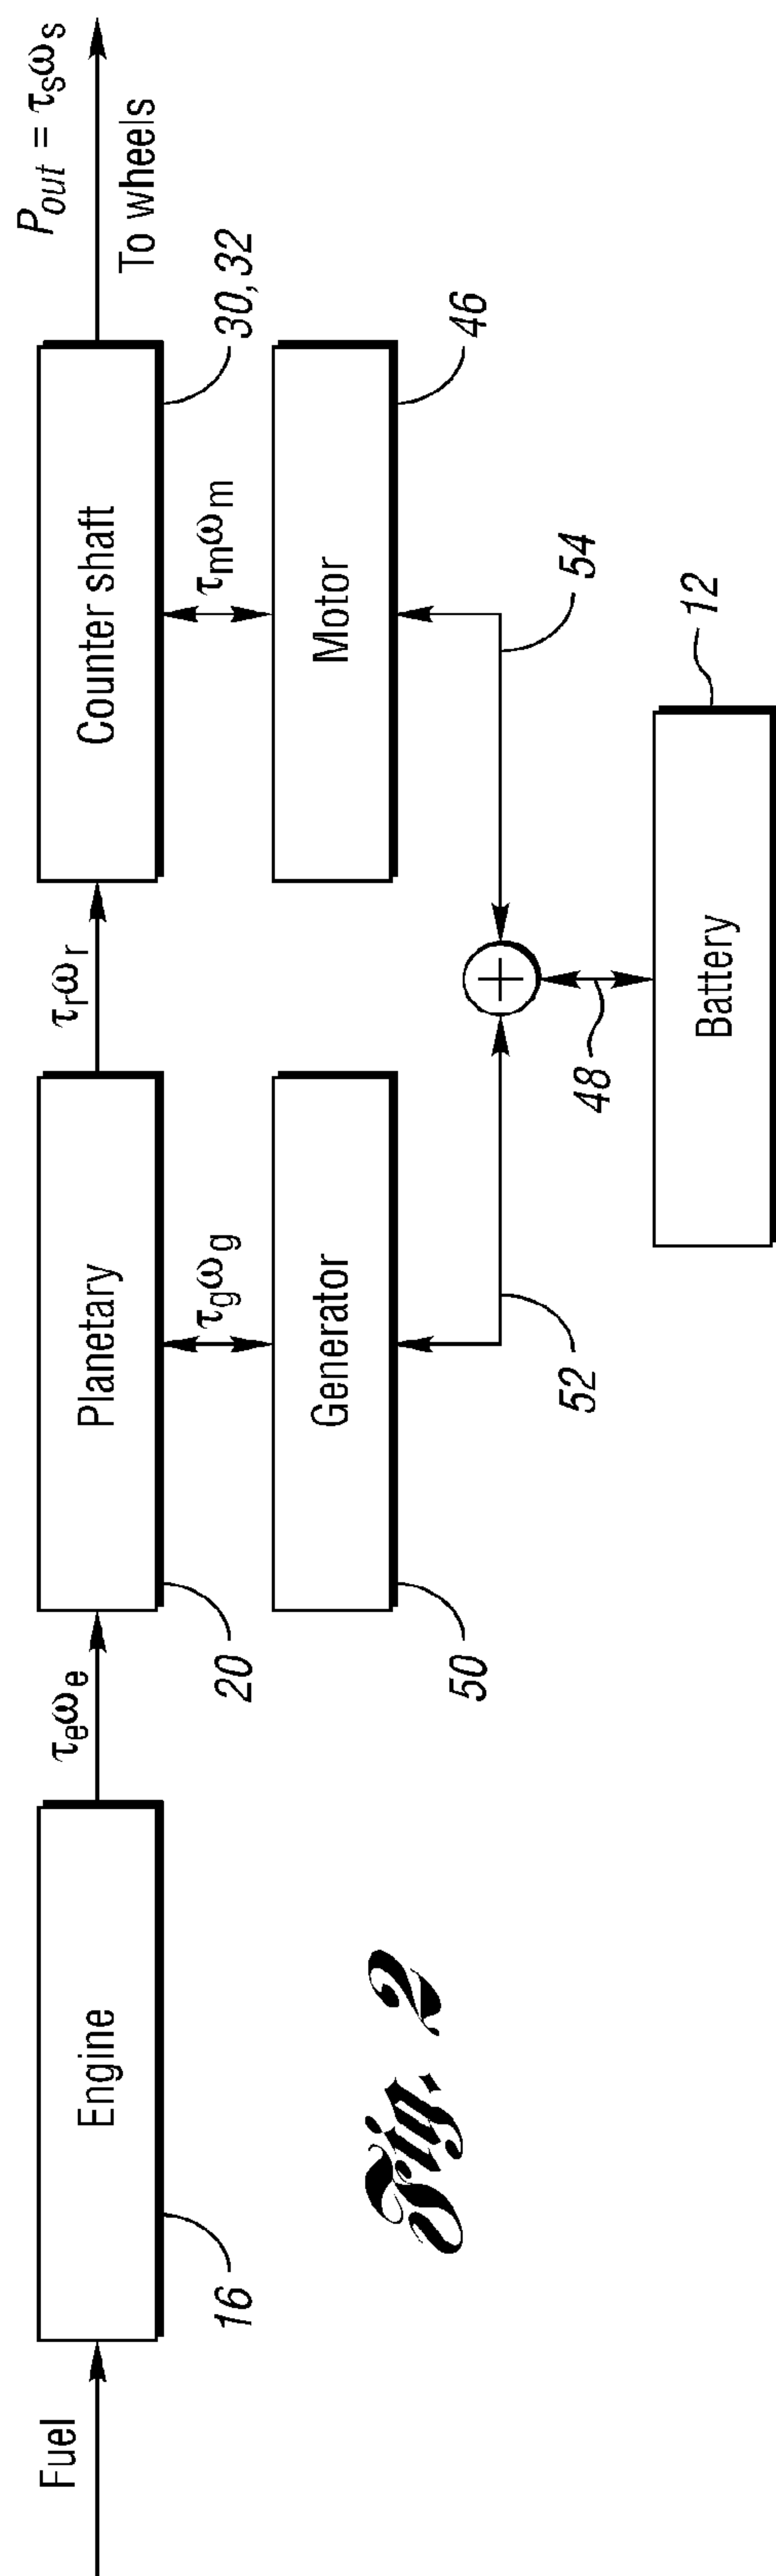 Fuel
Engine
16
τeωe
Planetary
20
τgωg
Generator
50
τrωr
Counter shaft
30, 32
τmωm
Motor
46
Pout = τsωs
To wheels
52
54
48
Battery
12
Fig. 2